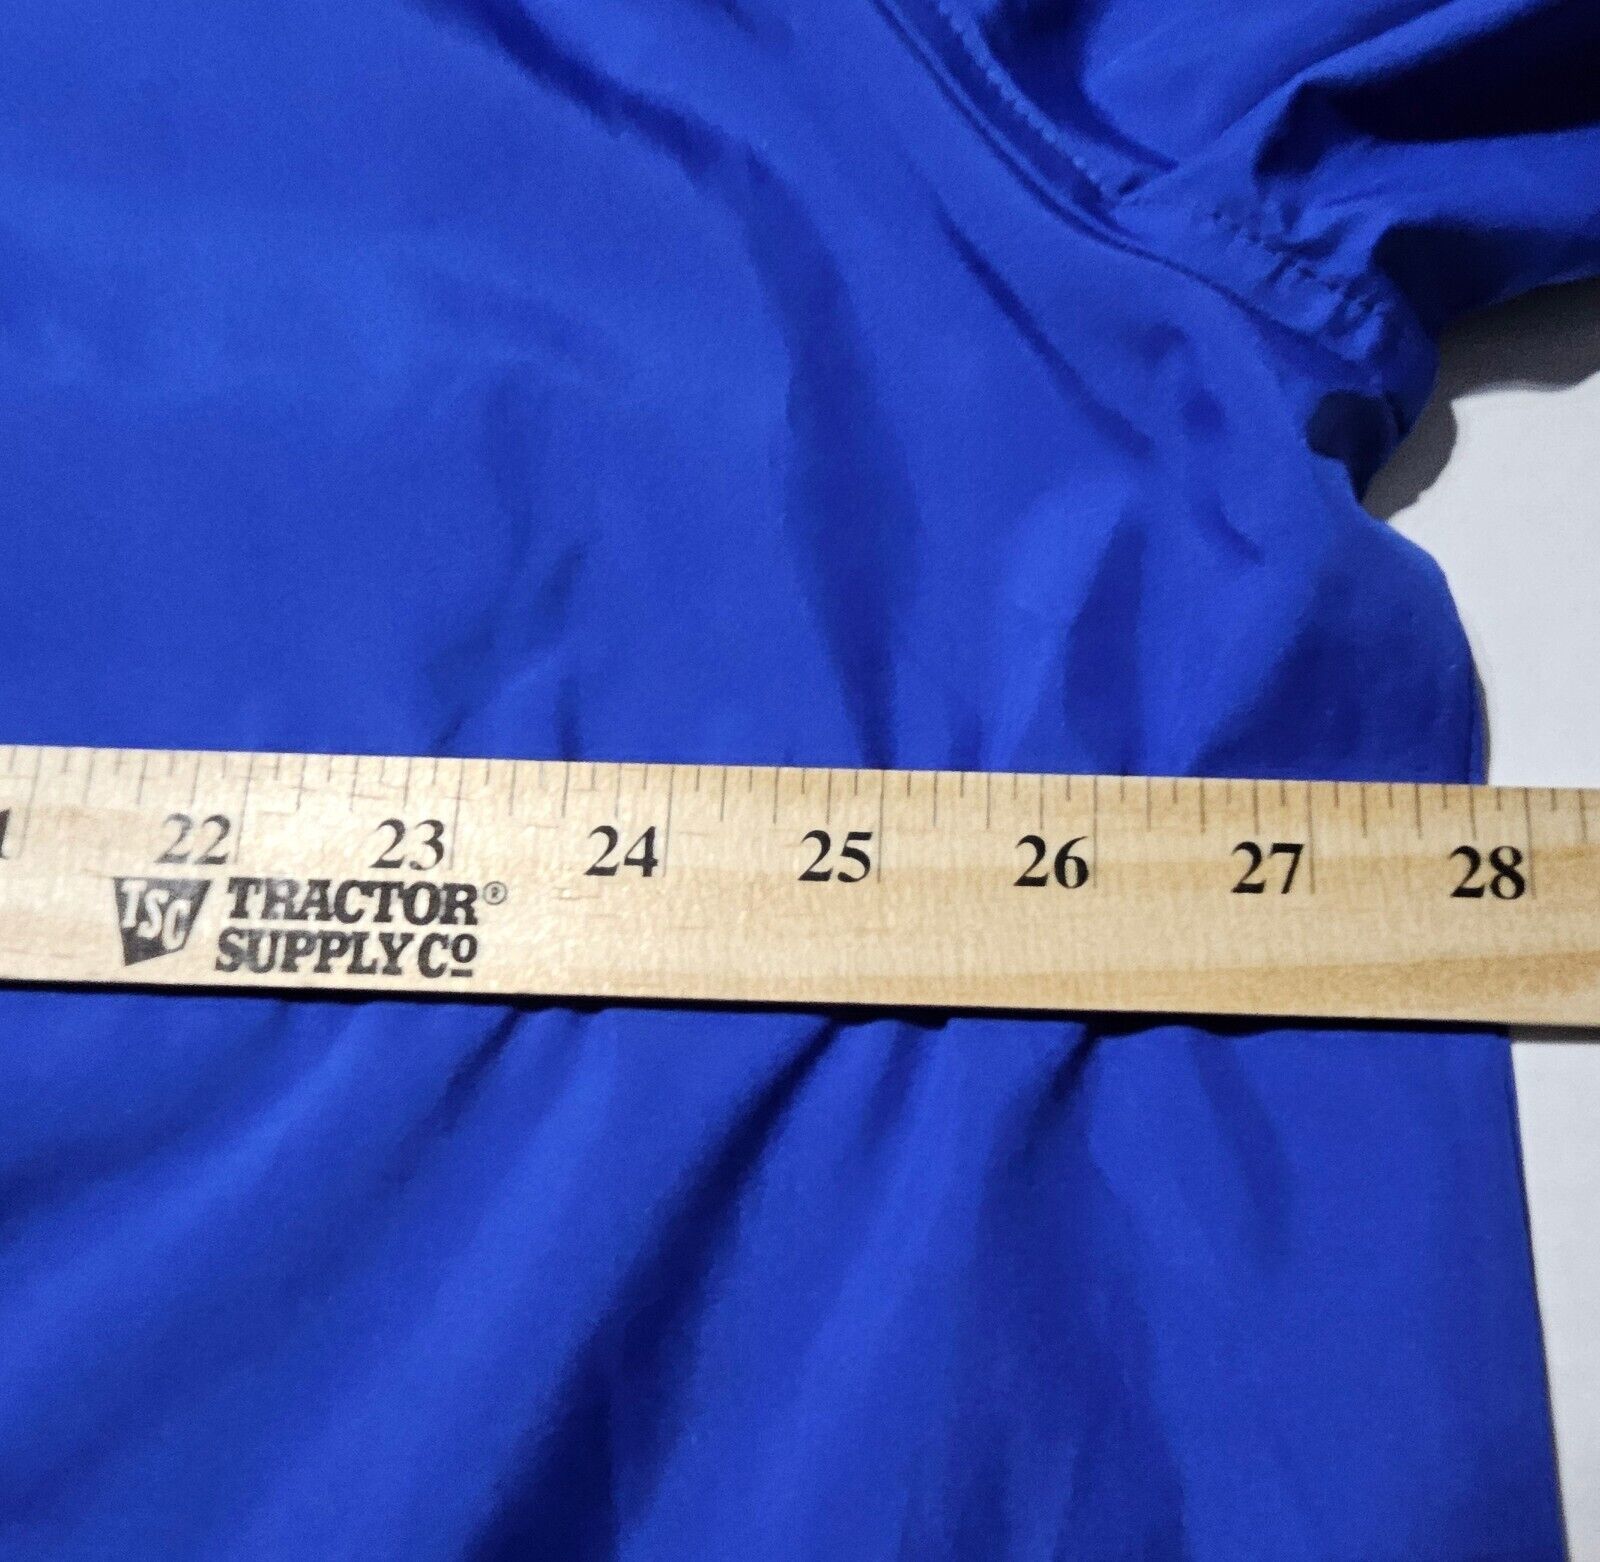 22 23 24 25 26 27 28
TSC TRACTOR®
SUPPLY Cº